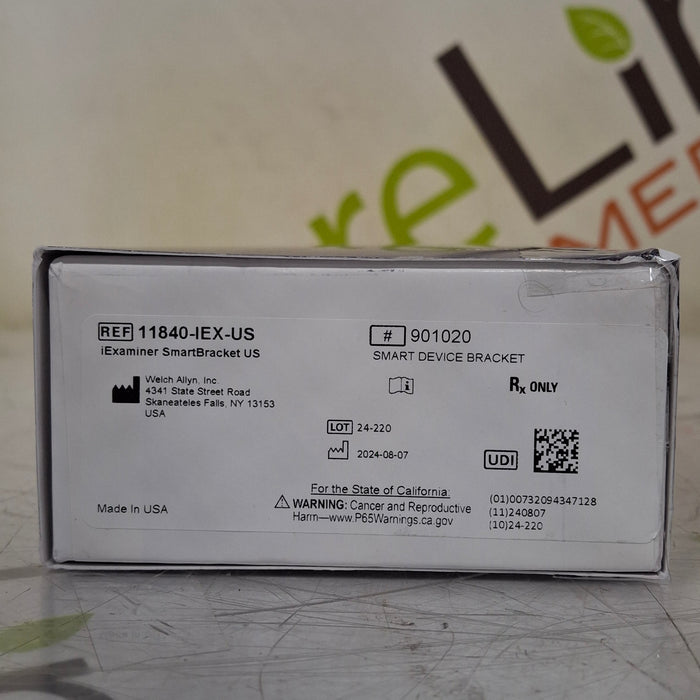 reLin
MED
REF 11840-IEX-US
iExaminer SmartBracket US
# 901020
SMART DEVICE BRACKET
Welch Allyn, Inc.
4341 State Street Road
Skaneateles Falls, NY 13153
USA
Rx ONLY
LOT 24-220
2024-08-07
UDI
For the State of California:
WARNING: Cancer and Reproductive
Harm—www.P65Warnings.ca.gov
Made in USA
(01)00732094347128
(11)240807
(10)24-220